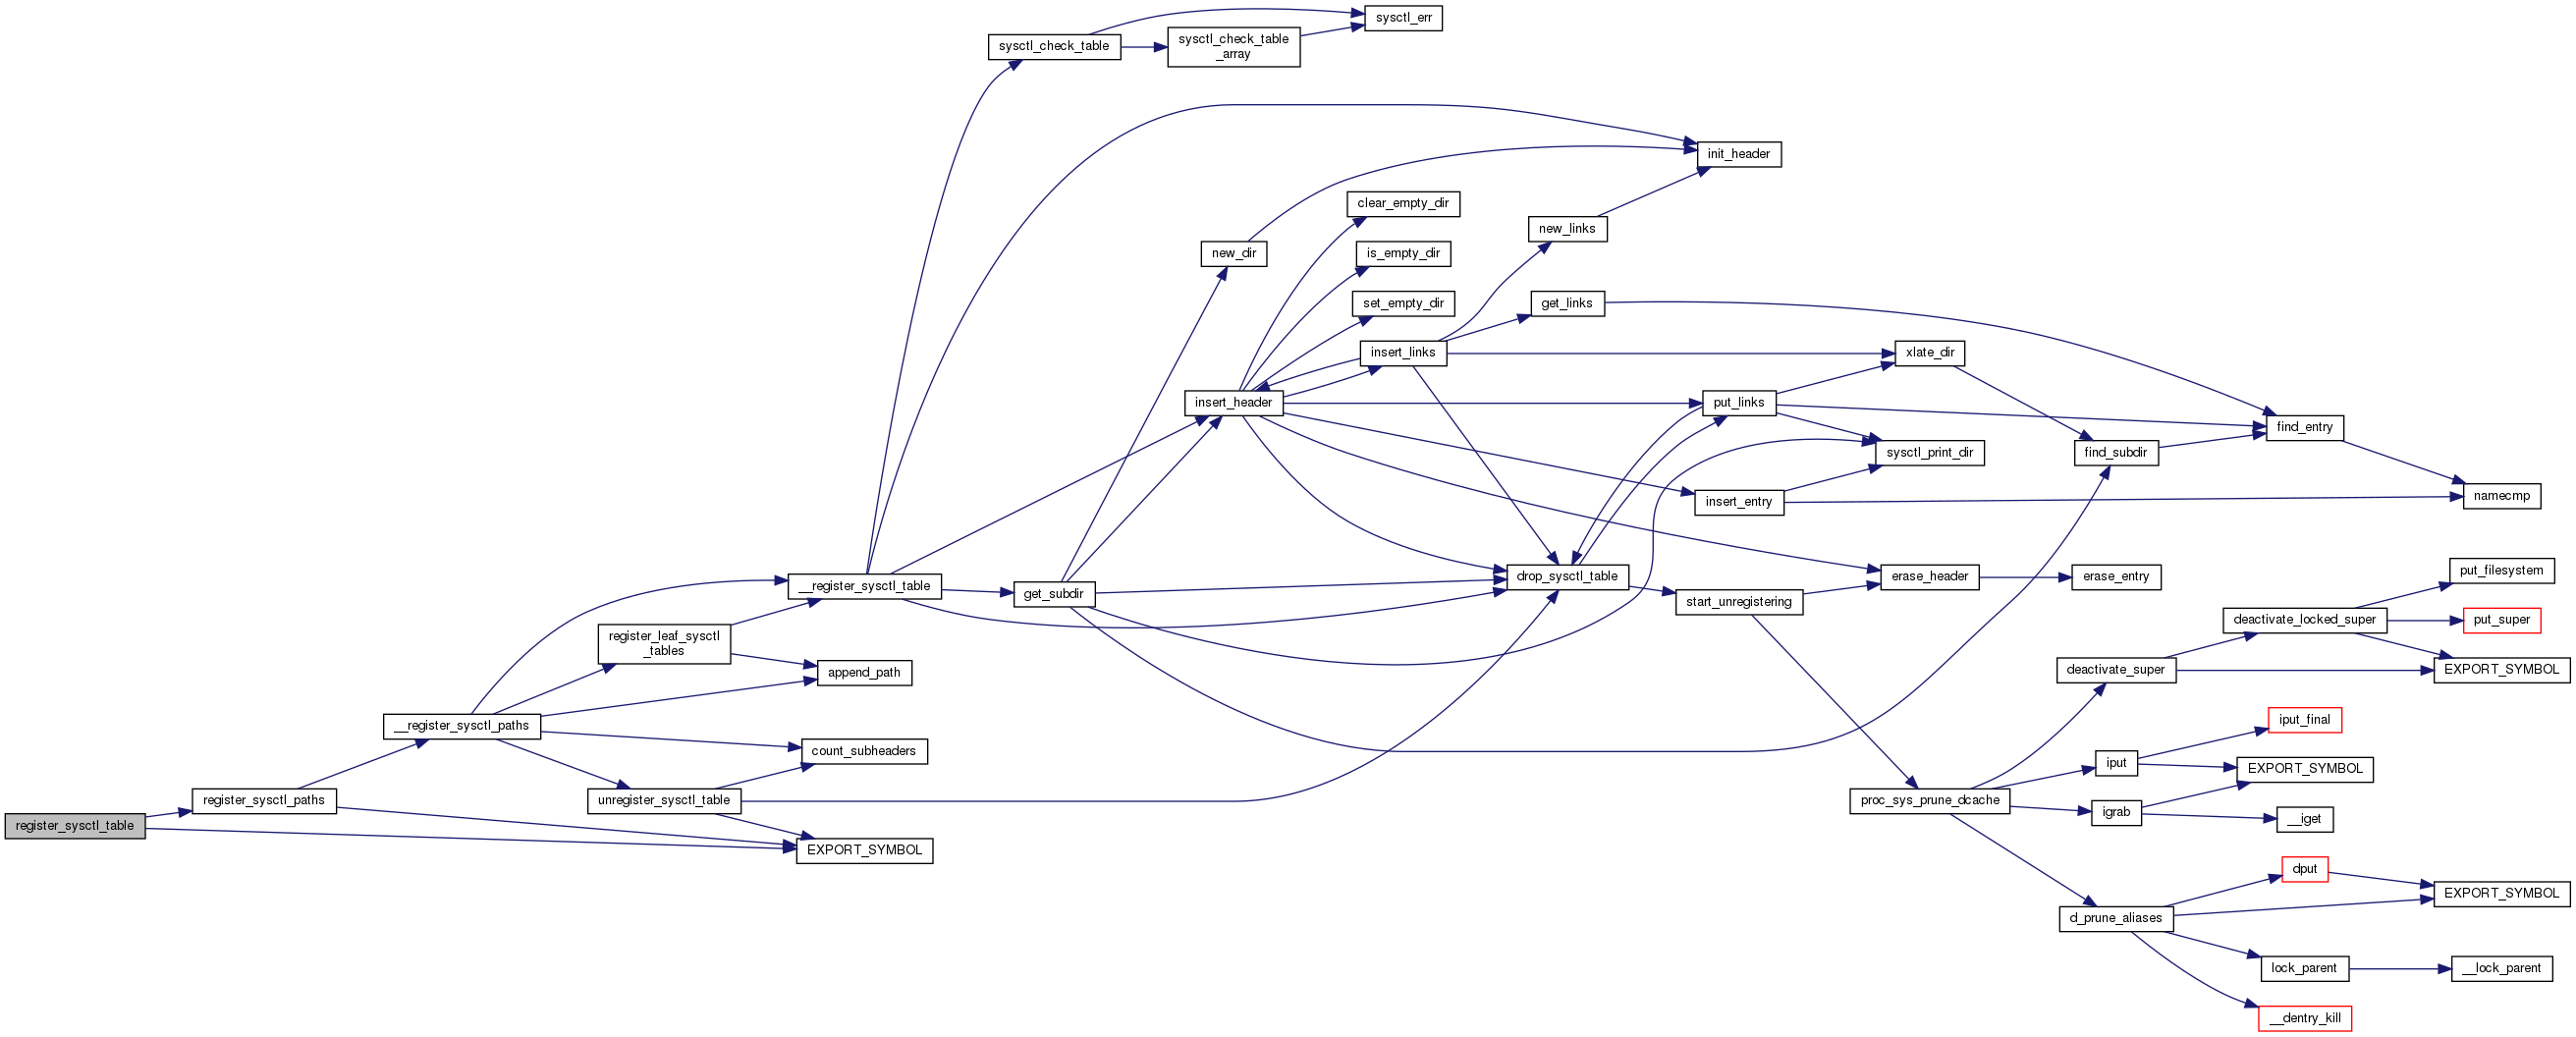 sysctl_err
sysctl_check_table
sysctl_check_table
_array
init_header
clear_empty_dir
new_links
new_dir
is_empty_dir
set_empty_dir
get_links
insert_links
xlate_dir
insert_header
put_links
find_entry
sysctl_print_dir
find_subdir
insert_entry
namecmp
put_filesystem
__register_sysctl_table
get_subdir
drop_sysctl_table
erase_header
erase_entry
start_unregistering
deactivate_locked_super
put_super
register_leaf_sysctl
_tables
append_path
deactivate_super
EXPORT_SYMBOL
__register_sysctl_paths
iput_final
count_subheaders
iput
EXPORT_SYMBOL
register_sysctl_paths
unregister_sysctl_table
proc_sys_prune_dcache
igrab
__iget
register_sysctl_table
EXPORT_SYMBOL
dput
EXPORT_SYMBOL
d_prune_aliases
lock_parent
__lock_parent
__dentry_kill